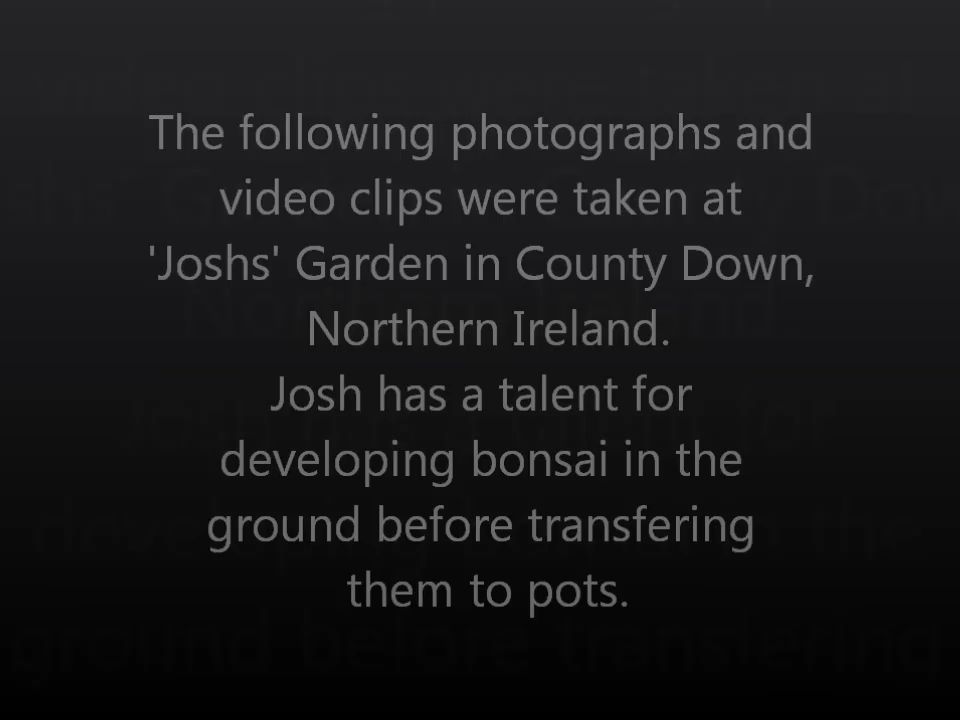 The following photographs and
video clips were taken at
'Joshs' Garden in County Down,
Northern Ireland.
Josh has a talent for
developing bonsai in the
ground before transfering
them to pots.